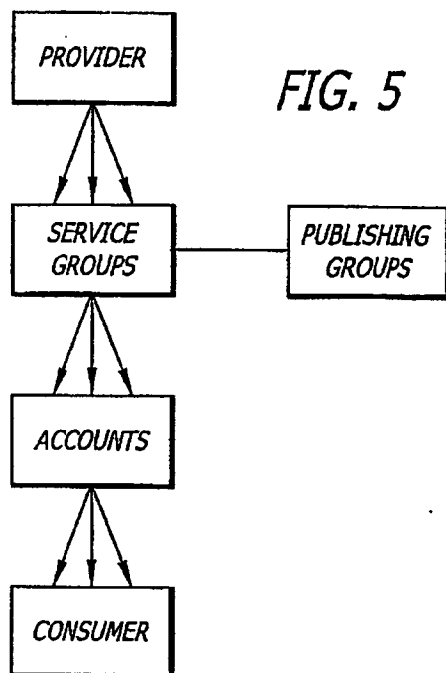 PROVIDER
FIG. 5
SERVICE
GROUPS
PUBLISHING
GROUPS
ACCOUNTS
CONSUMER